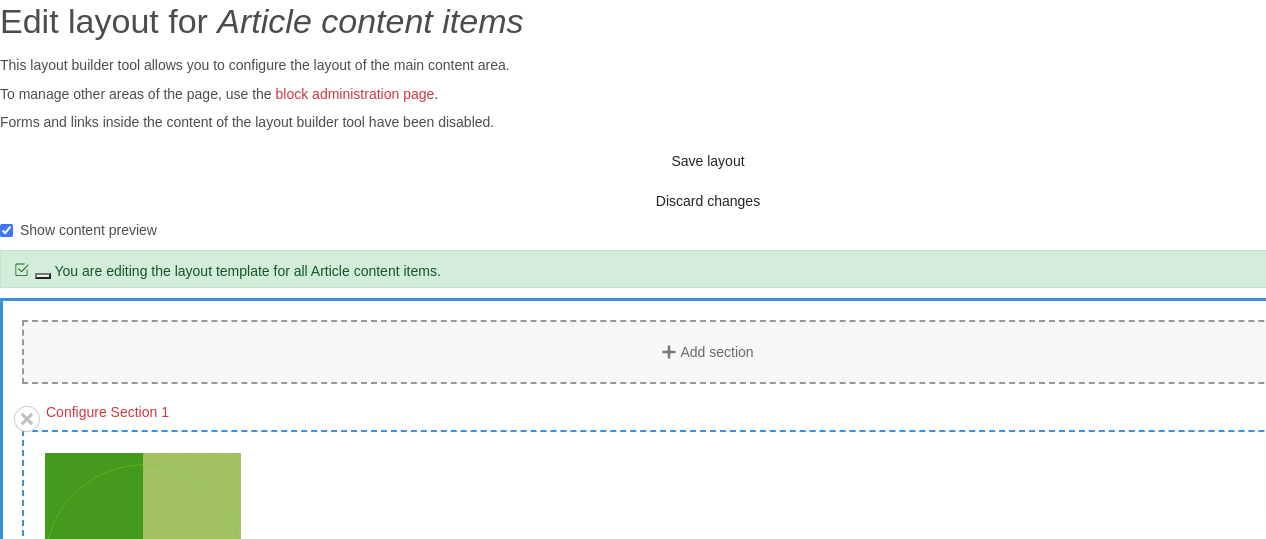 Edit layout for Article content items
This layout builder tool allows you to configure the layout of the main content area.
To manage other areas of the page, use the block administration page.
Forms and links inside the content of the layout builder tool have been disabled.
Save layout
Discard changes
Show content preview
You are editing the layout template for all Article content items.
Add section
Configure Section 1